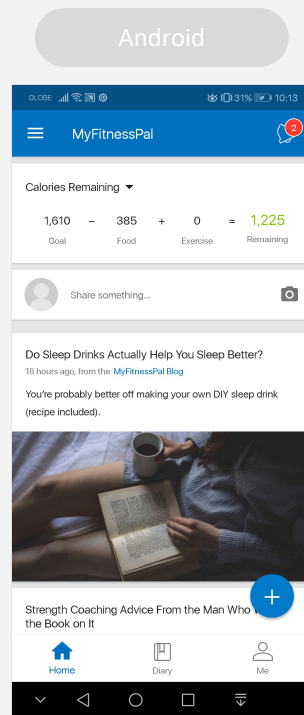 Android
GLOBE 31% 10:13
MyFitnessPal 2
Calories Remaining
1,610 – 385 + 0 = 1,225
Goal Food Exercise Remaining
Share something...
Do Sleep Drinks Actually Help You Sleep Better?
18 hours ago, from the MyFitnessPal Blog
You're probably better off making your own DIY sleep drink
(recipe included).
Strength Coaching Advice From the Man Who
the Book on It
Home Diary Me